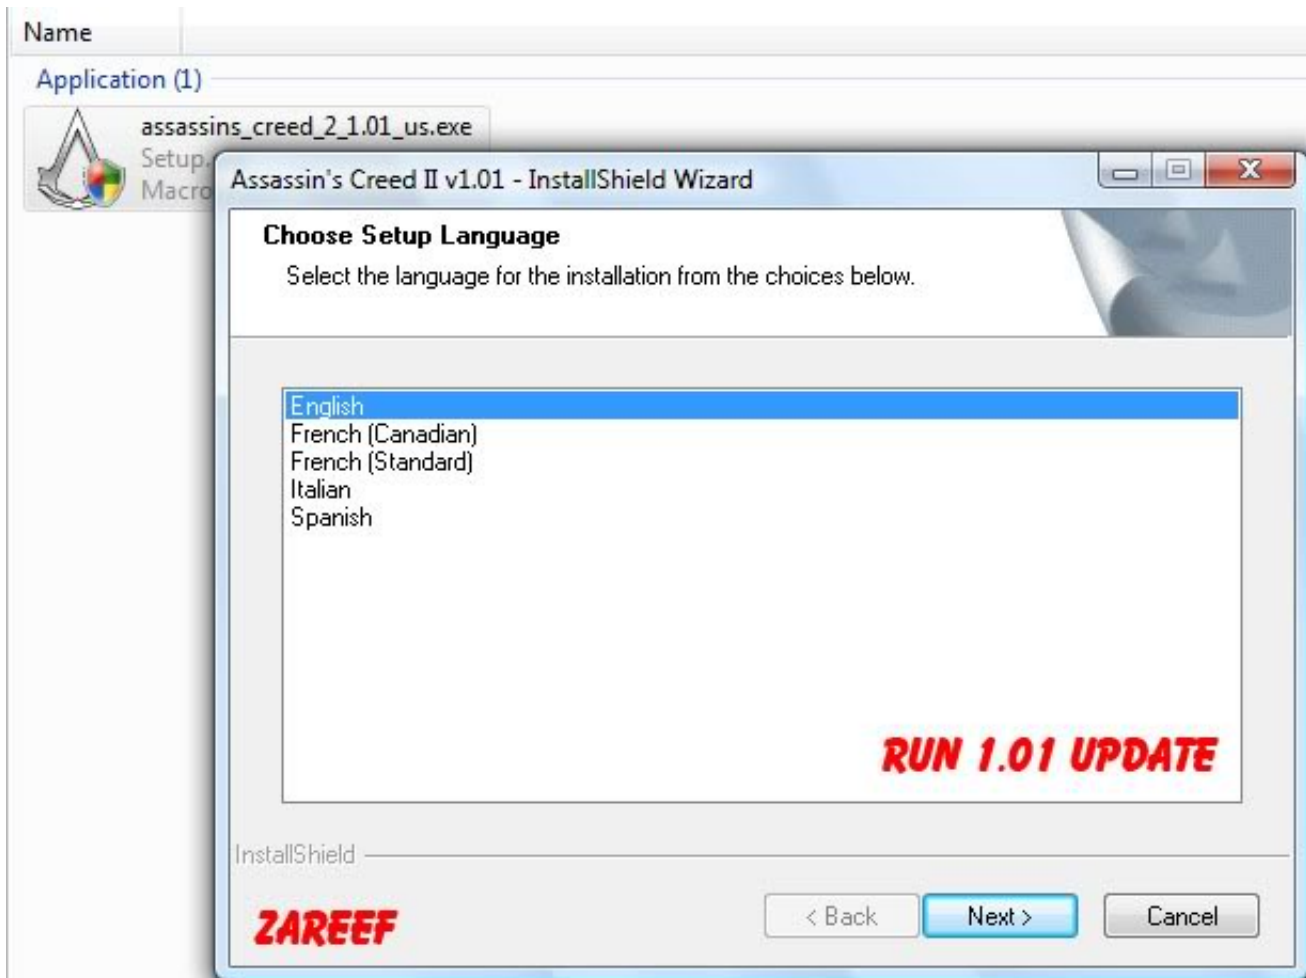 Name
Application (1)
assassins_creed_2_1.01_us.exe
Setup.
Macro
Assassin's Creed II v1.01 - InstallShield Wizard
Choose Setup Language
Select the language for the installation from the choices below.
English
French (Canadian)
French (Standard)
Italian
Spanish
RUN 1.01 UPDATE
InstallShield
ZAREEF
< Back Next > Cancel